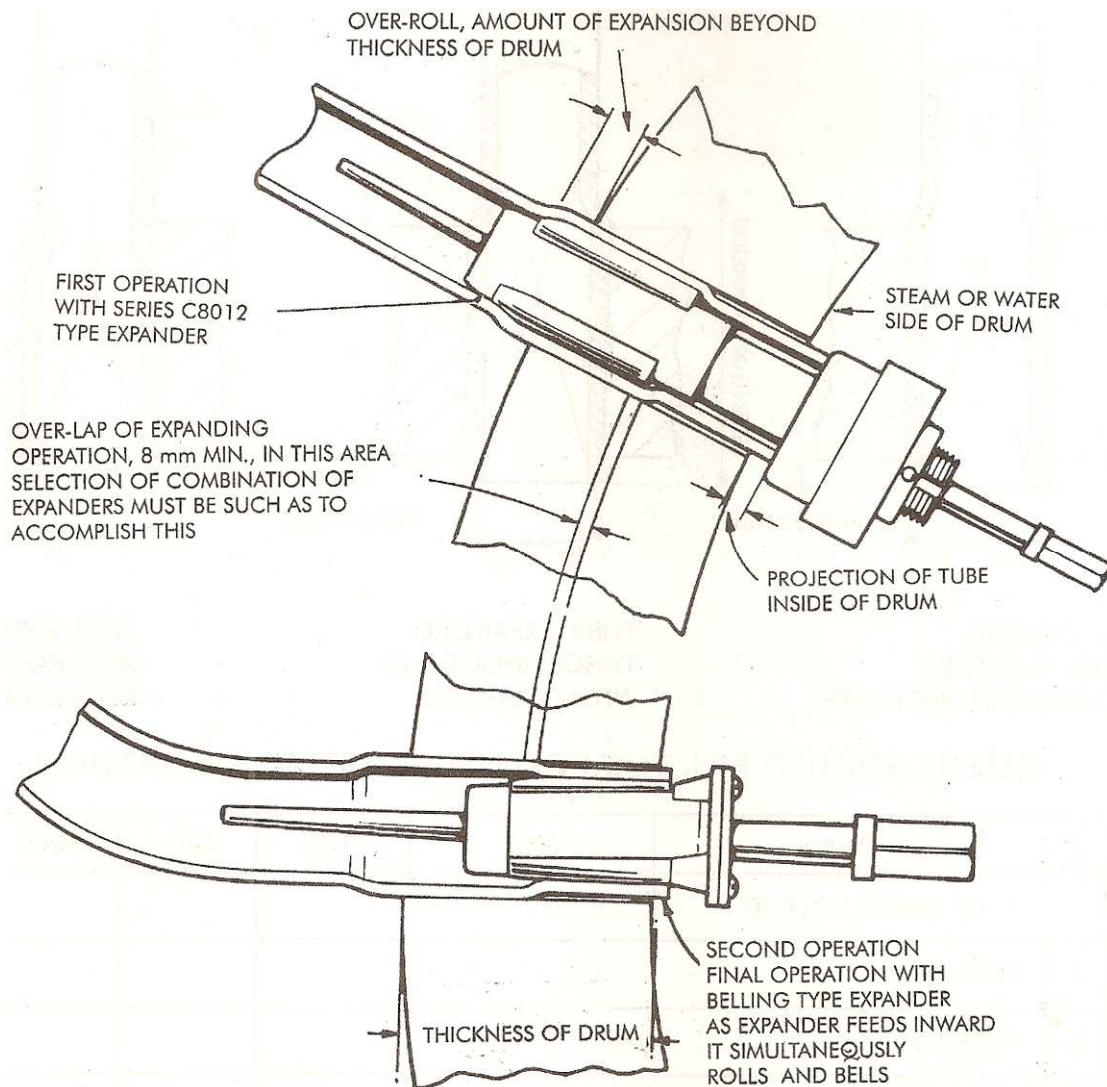 OVER-ROLL, AMOUNT OF EXPANSION BEYOND
THICKNESS OF DRUM
FIRST OPERATION
WITH SERIES C8012
TYPE EXPANDER
STEAM OR WATER
SIDE OF DRUM
OVER-LAP OF EXPANDING
OPERATION, 8 mm MIN., IN THIS AREA
SELECTION OF COMBINATION OF
EXPANDERS MUST BE SUCH AS TO
ACCOMPLISH THIS
PROJECTION OF TUBE
INSIDE OF DRUM
THICKNESS OF DRUM
SECOND OPERATION
FINAL OPERATION WITH
BELLING TYPE EXPANDER
AS EXPANDER FEEDS INWARD
IT SIMULTANEOUSLY
ROLLS AND BELLS